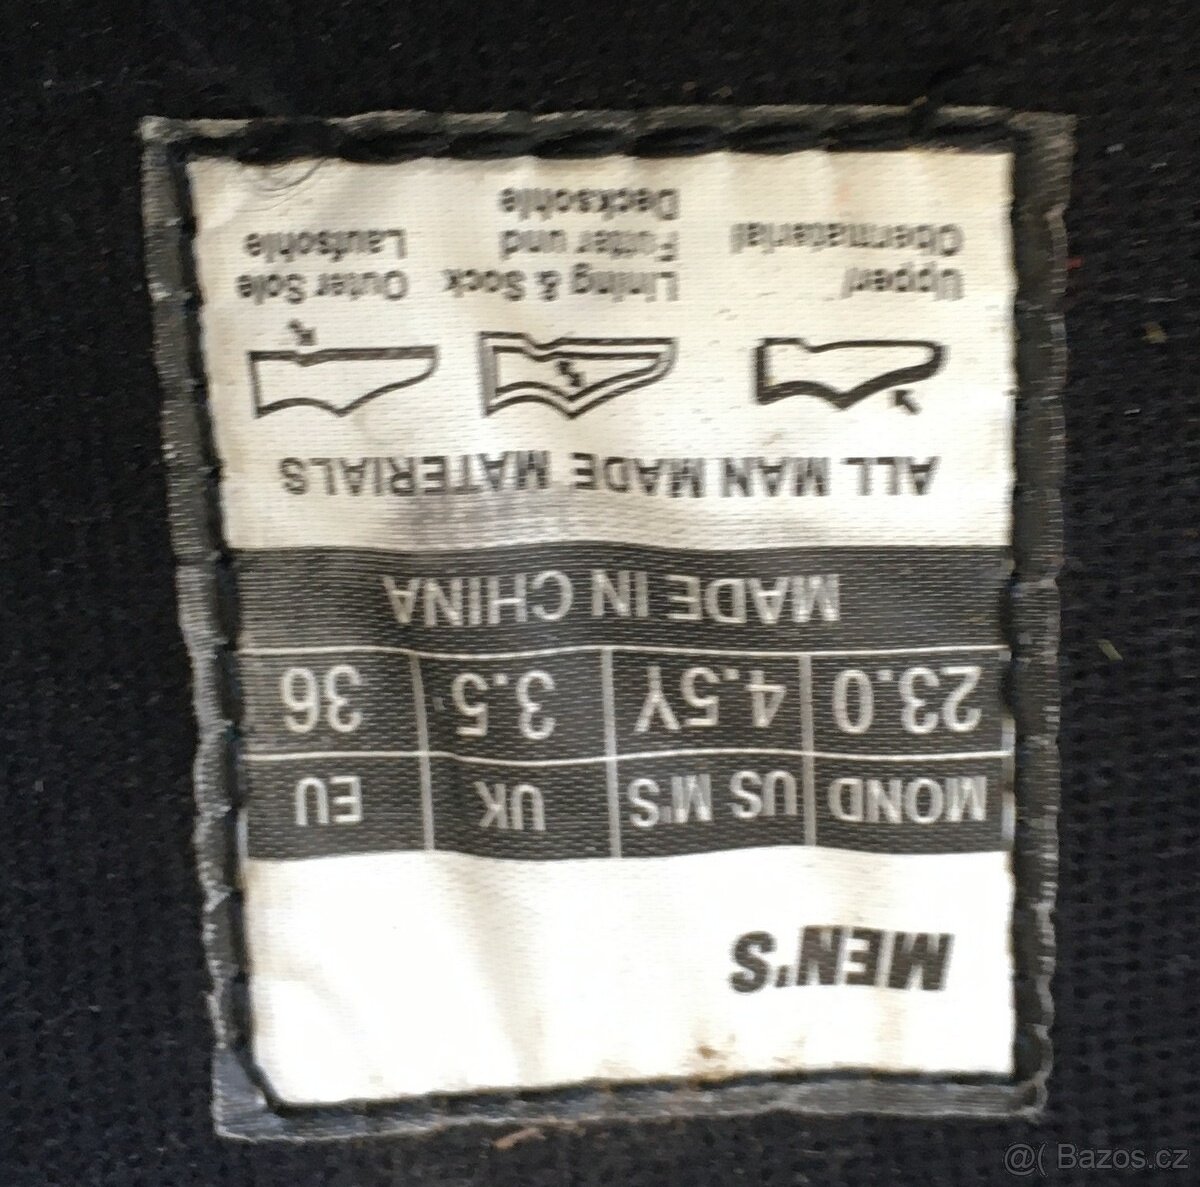 MEN'S
MOND US M'S UK EU
23.0 4.5Y 3.5 36
MADE IN CHINA
ALL MAN MADE MATERIALS
Upper/ Lining & Sock Outer Sole
Obermaterial Futter und Laufsohle
Decksohle
@( Bazos.cz